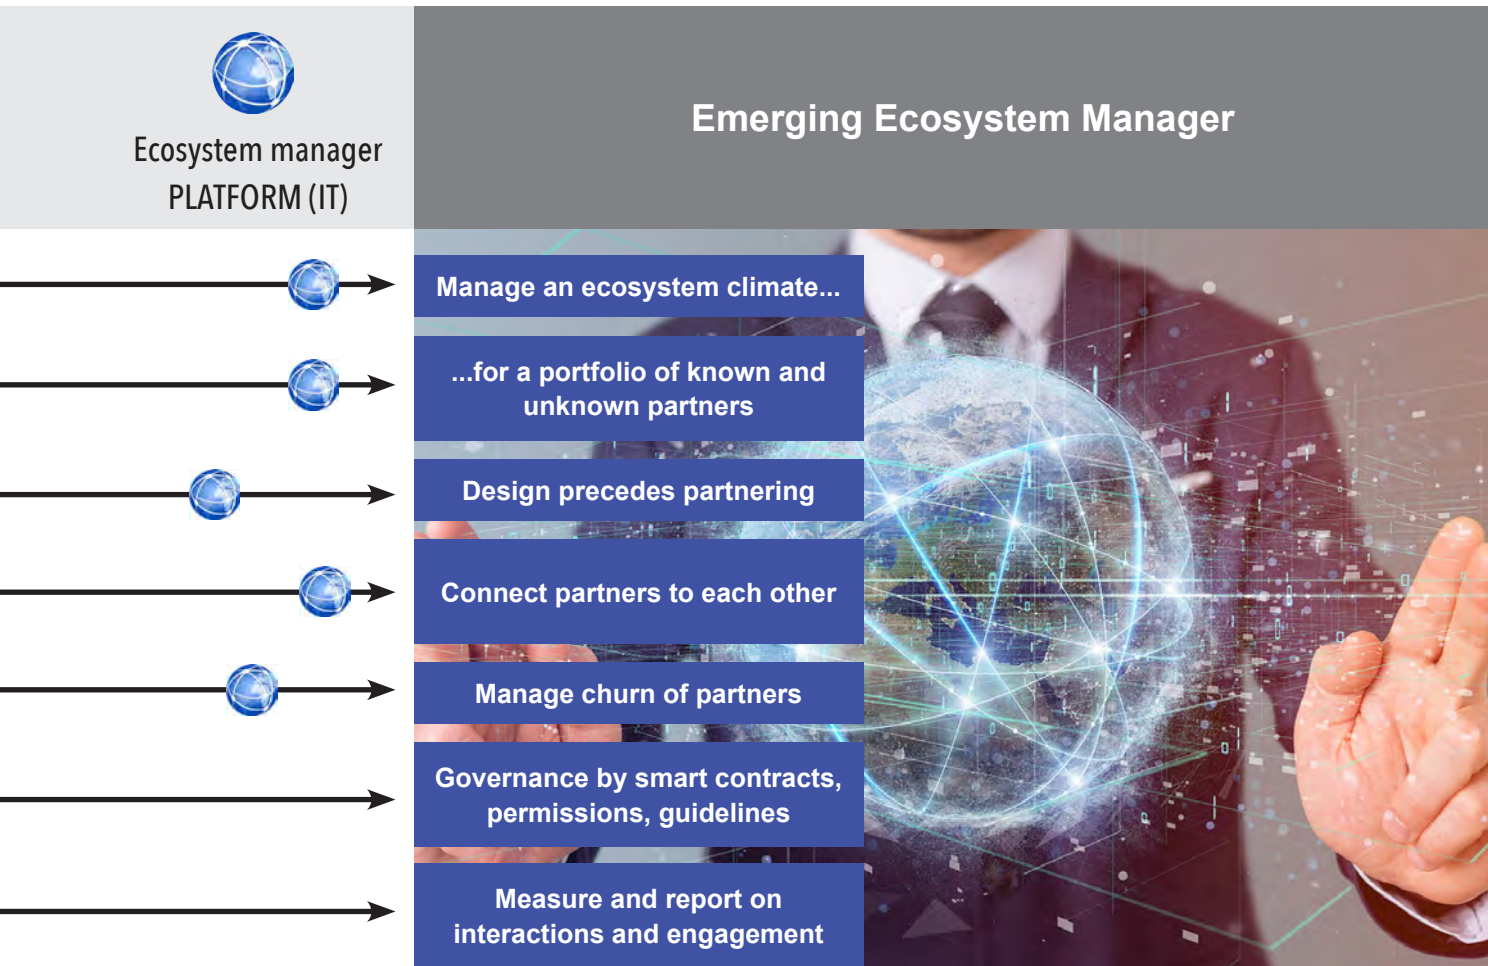 Ecosystem manager
PLATFORM (IT)
Emerging Ecosystem Manager
Manage an ecosystem climate...
...for a portfolio of known and
unknown partners
Design precedes partnering
Connect partners to each other
Manage churn of partners
Governance by smart contracts,
permissions, guidelines
Measure and report on
interactions and engagement